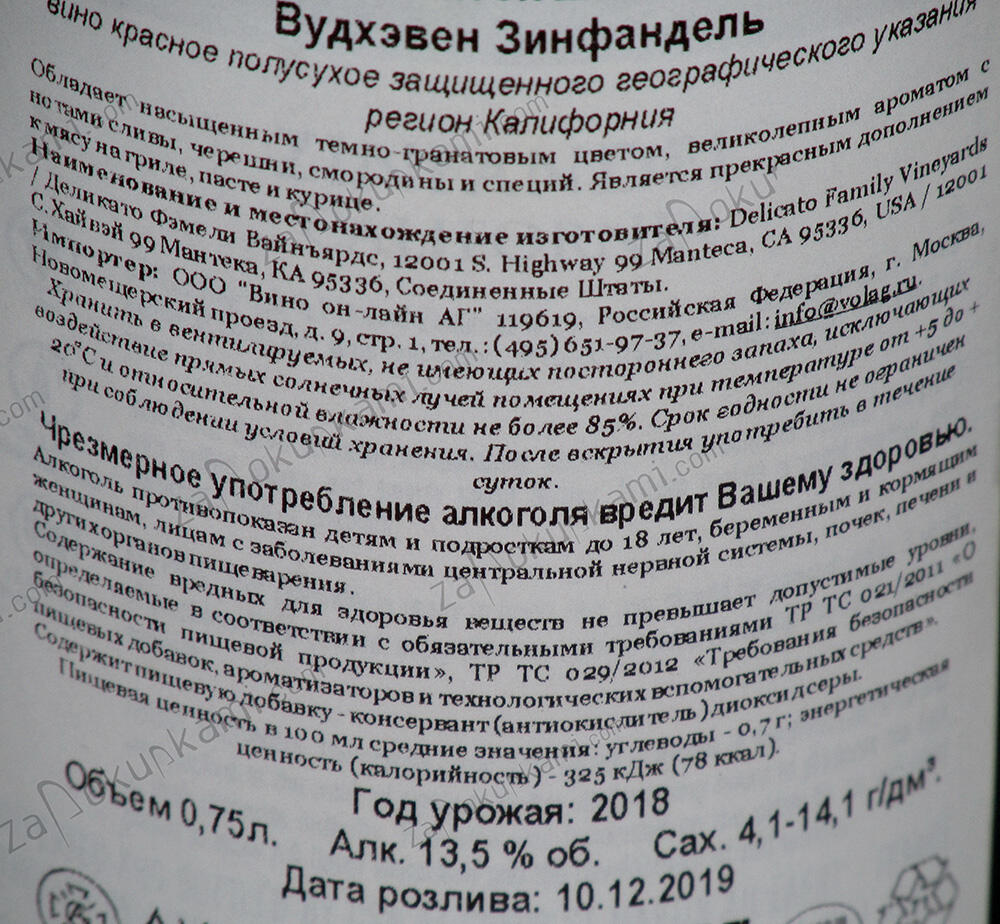 Вудхэвен Зинфандель
вино красное полусухое защищенного географического указания
регион Калифорния
Обладает насыщенным темно-гранатовым цветом, великолепным ароматом с
нотами сливы, черешни, смородины и специй. Является прекрасным дополнением
к мясу на гриле, пасте и курице.
Наименование и местонахождение изготовителя: Delicato Family Vineyards
/ Деликато Фэмели Вайнъярдс, 12001 S. Highway 99 Manteca, CA 95336, USA / 12001
С. Хайвэй 99 Мантека, КА 95336, Соединенные Штаты.
Импортер: ООО "Вино он-лайн АГ" 119619, Российская Федерация, г. Москва,
Новомещерский проезд, д. 9, стр. 1, тел.: (495) 651-97-37, e-mail: info@volag.ru.
Хранить в вентилируемых, не имеющих постороннего запаха, исключающих
воздействие прямых солнечных лучей помещениях при температуре от +5 до +
20°С и относительной влажности не более 85%. Срок годности не ограничен
при соблюдении условий хранения. После вскрытия употребить в течение
суток.
Чрезмерное употребление алкоголя вредит Вашему здоровью.
Алкоголь противопоказан детям и подросткам до 18 лет, беременным и кормящим
женщинам, лицам с заболеваниями центральной нервной системы, почек, печени и
других органов пищеварения.
Содержание вредных для здоровья веществ не превышает допустимые уровни,
определяемые в соответствии с обязательными требованиями ТР ТС 021/2011 «О
безопасности пищевой продукции», ТР ТС 029/2012 «Требования безопасности
пищевых добавок, ароматизаторов и технологических вспомогательных средств».
Содержит пищевую добавку - консервант (антиокислитель) диоксид серы.
Пищевая ценность в 100 мл средние значения: углеводы - 0,7 г; энергетическая
ценность (калорийность) - 325 кДж (78 ккал).
Год урожая: 2018
Объем 0,75л. Алк. 13,5 % об. Сах. 4,1-14,1 г/дм³.
Дата розлива: 10.12.2019